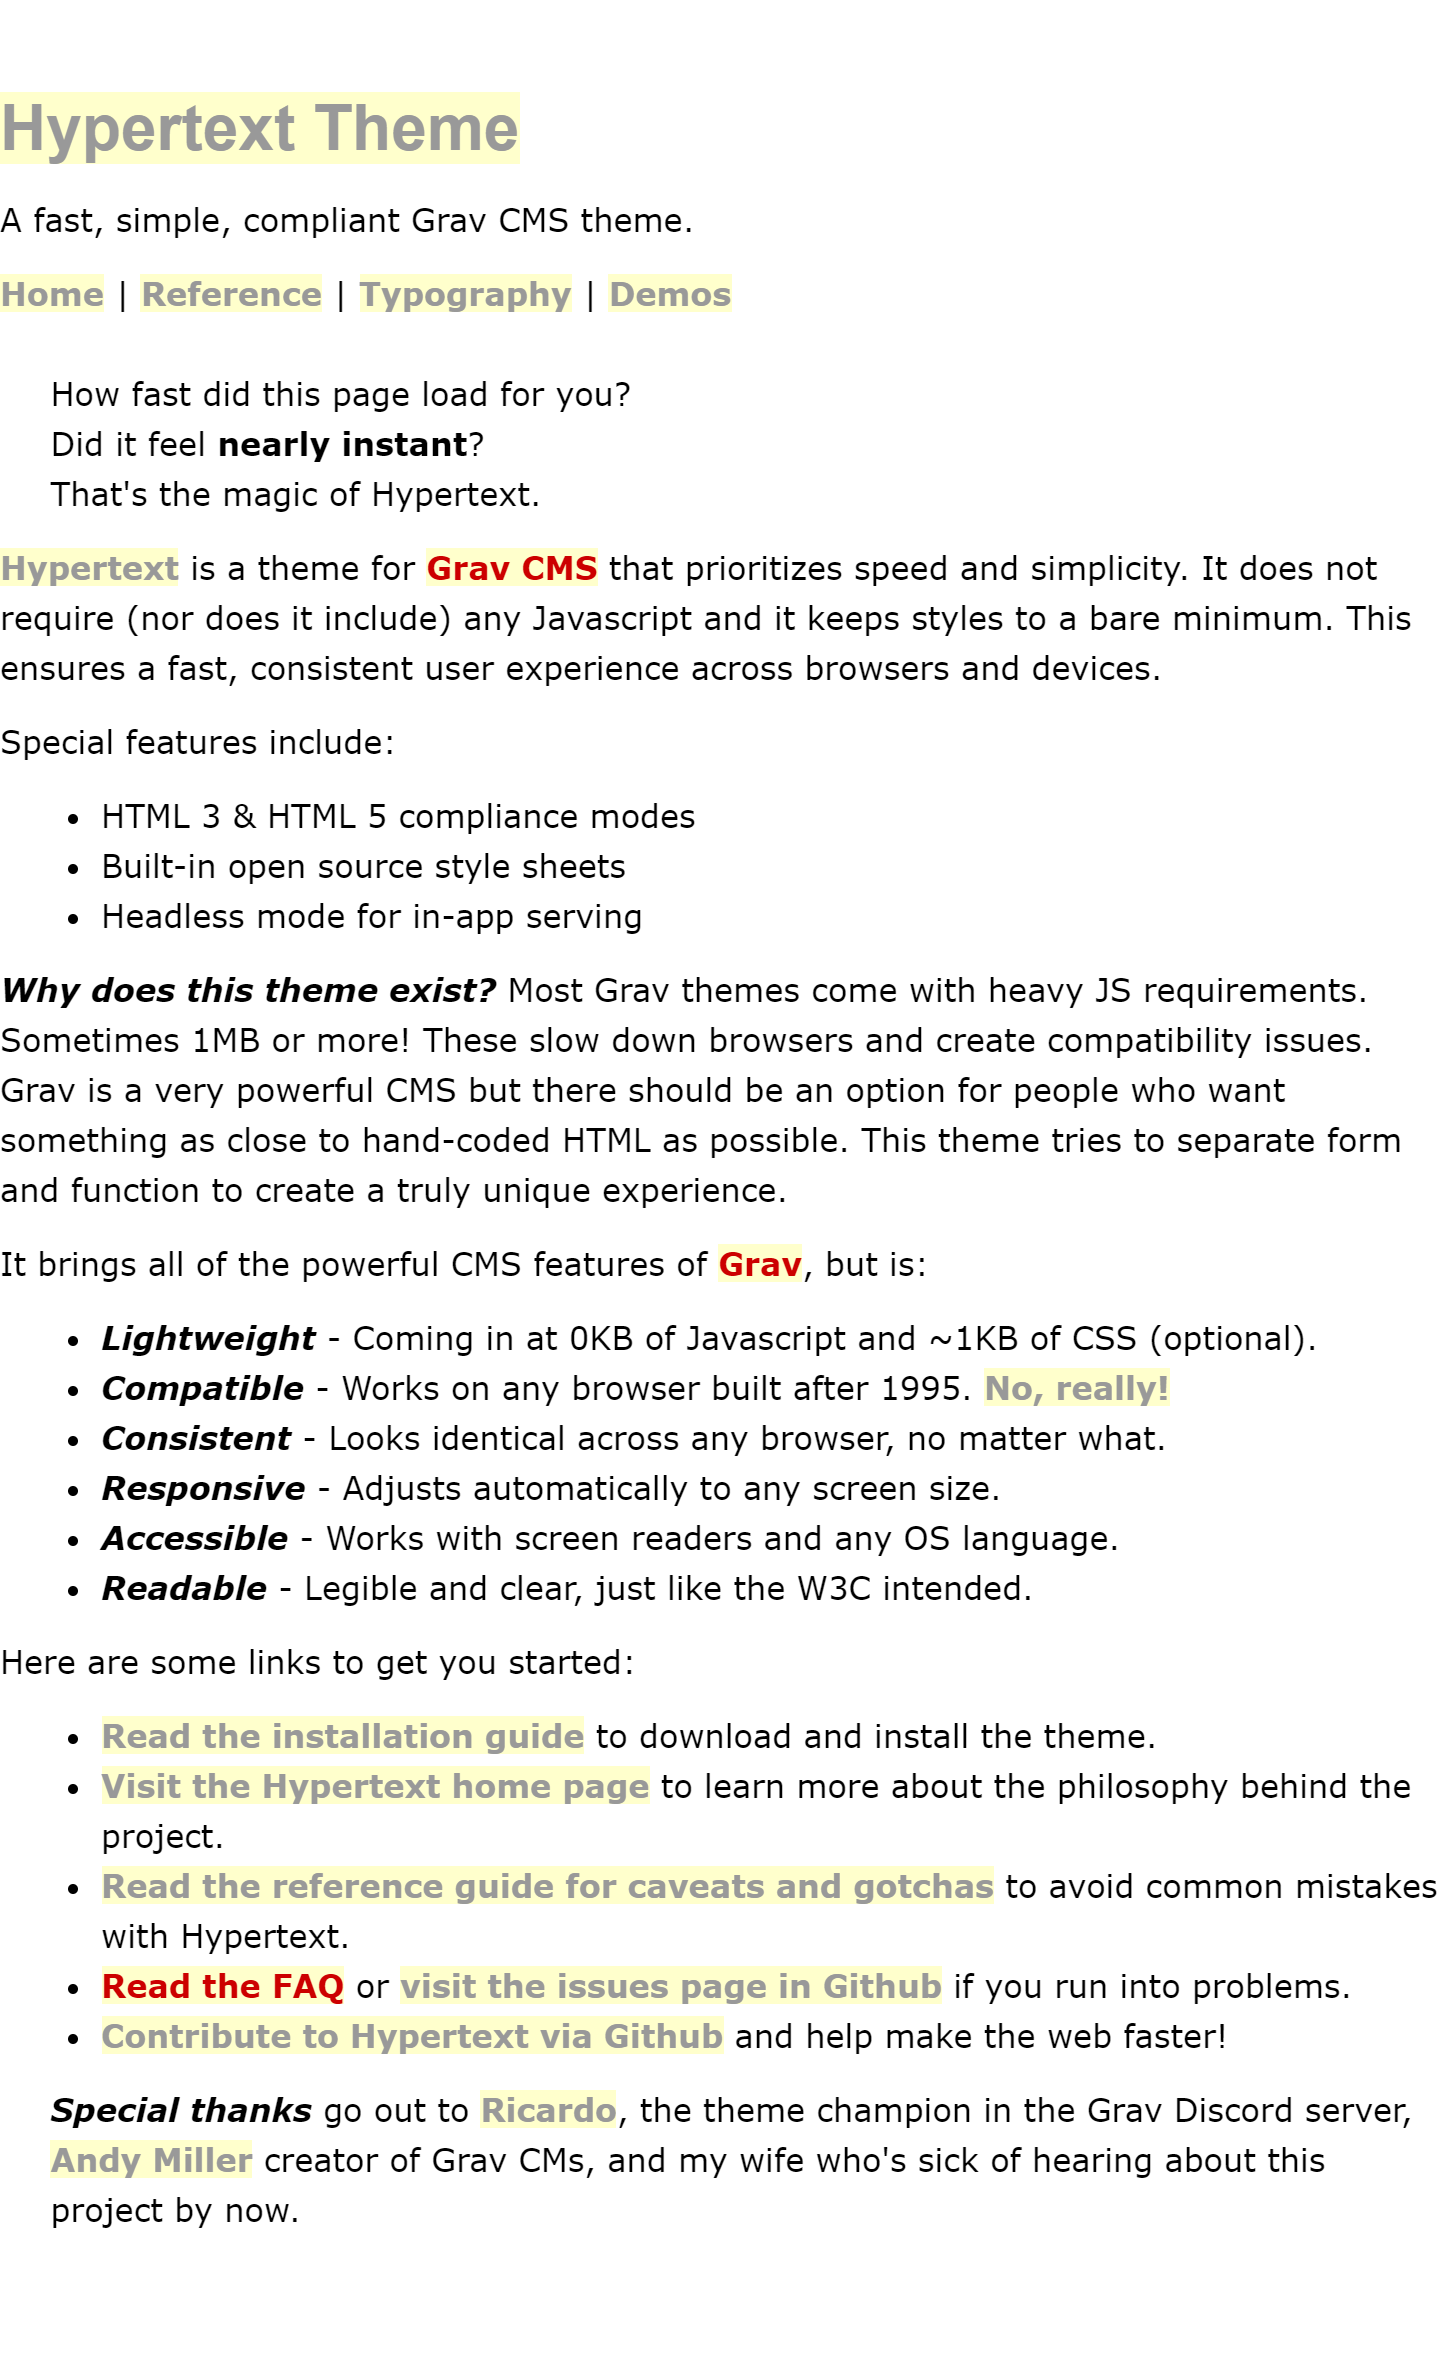 Hypertext Theme
A fast, simple, compliant Grav CMS theme.
Home | Reference | Typography | Demos
How fast did this page load for you?
Did it feel nearly instant?
That's the magic of Hypertext.
Hypertext is a theme for Grav CMS that prioritizes speed and simplicity. It does not
require (nor does it include) any Javascript and it keeps styles to a bare minimum. This
ensures a fast, consistent user experience across browsers and devices.
Special features include:
• HTML 3 & HTML 5 compliance modes
• Built-in open source style sheets
• Headless mode for in-app serving
Why does this theme exist? Most Grav themes come with heavy JS requirements.
Sometimes 1MB or more! These slow down browsers and create compatibility issues.
Grav is a very powerful CMS but there should be an option for people who want
something as close to hand-coded HTML as possible. This theme tries to separate form
and function to create a truly unique experience.
It brings all of the powerful CMS features of Grav, but is:
• Lightweight - Coming in at 0KB of Javascript and ~1KB of CSS (optional).
• Compatible - Works on any browser built after 1995. No, really!
• Consistent - Looks identical across any browser, no matter what.
• Responsive - Adjusts automatically to any screen size.
• Accessible - Works with screen readers and any OS language.
• Readable - Legible and clear, just like the W3C intended.
Here are some links to get you started:
• Read the installation guide to download and install the theme.
• Visit the Hypertext home page to learn more about the philosophy behind the
project.
• Read the reference guide for caveats and gotchas to avoid common mistakes
with Hypertext.
• Read the FAQ or visit the issues page in Github if you run into problems.
• Contribute to Hypertext via Github and help make the web faster!
Special thanks go out to Ricardo, the theme champion in the Grav Discord server,
Andy Miller creator of Grav CMs, and my wife who's sick of hearing about this
project by now.